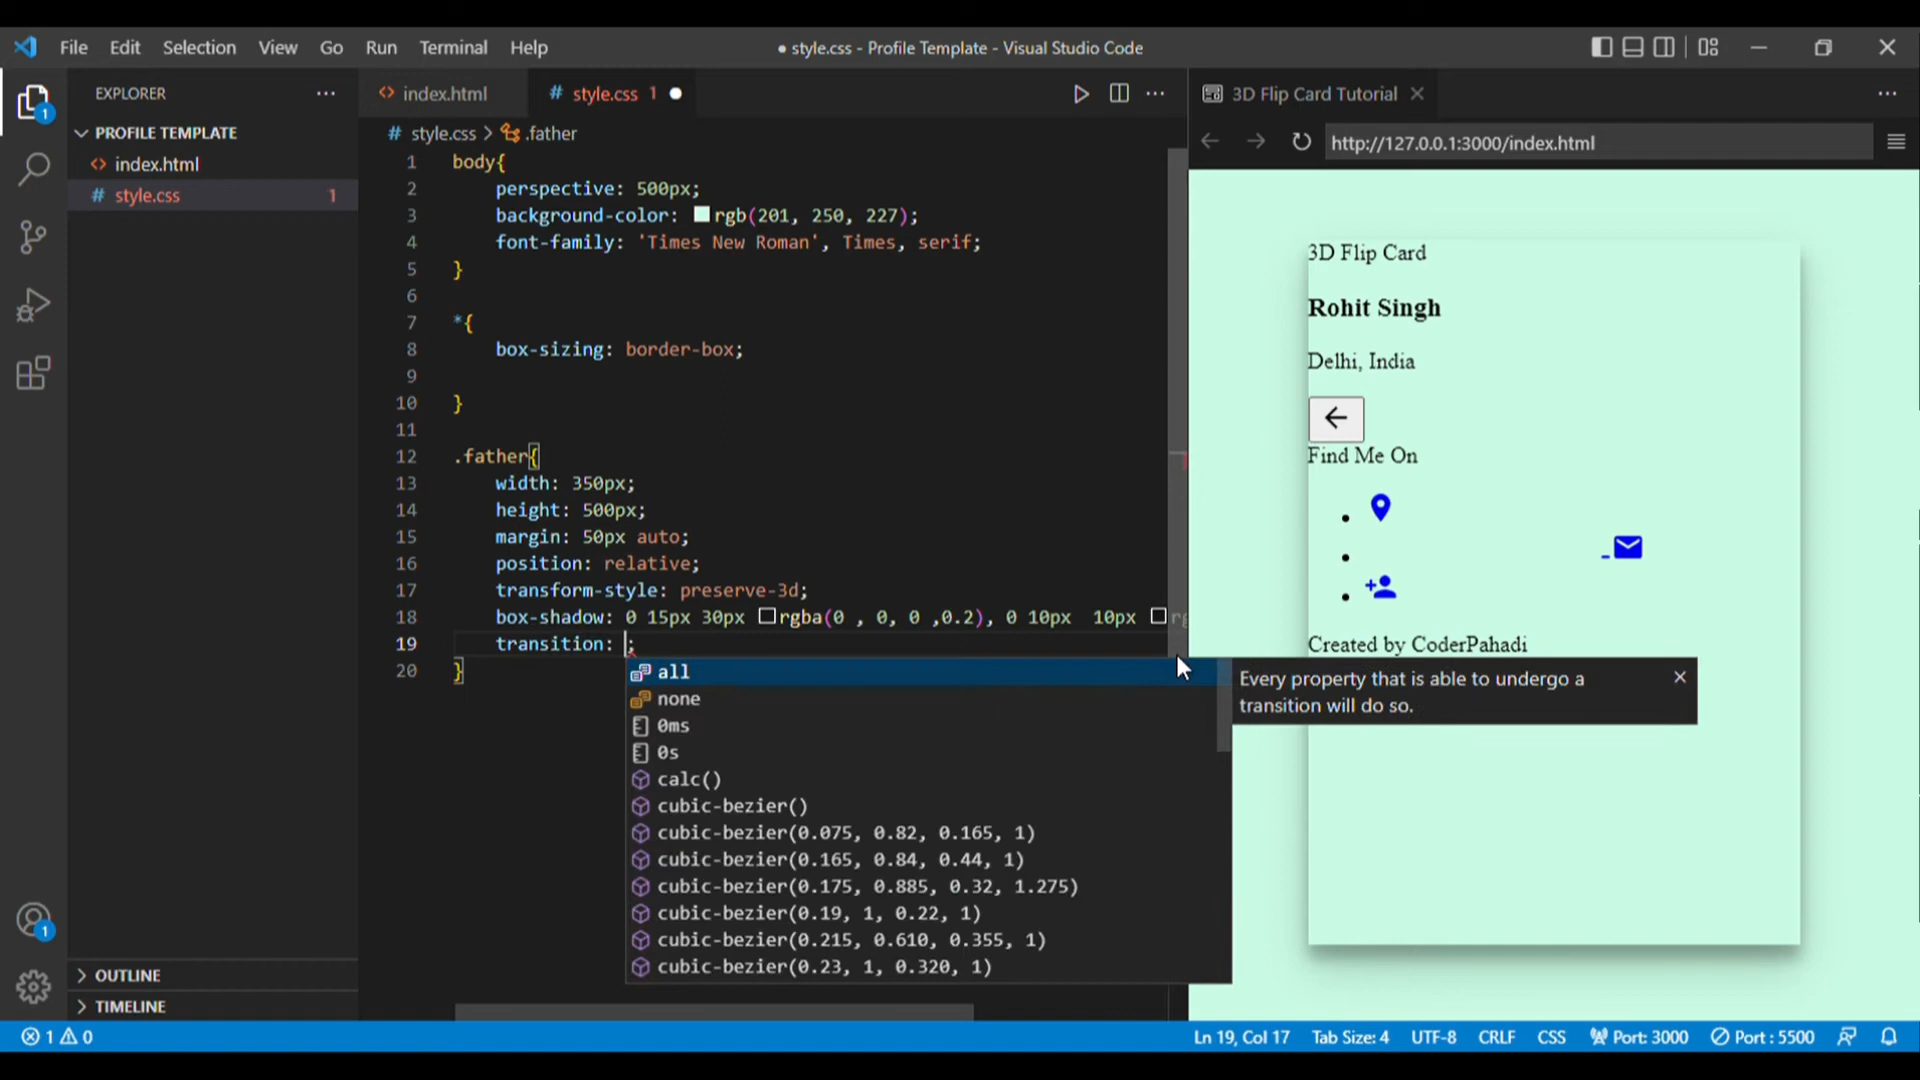 File Edit Selection View Go Run Terminal Help
● style.css - Profile Template - Visual Studio Code
EXPLORER
PROFILE TEMPLATE
<> index.html
# style.css 1
OUTLINE
TIMELINE
<> index.html
# style.css 1 ●
# style.css > .father
1 body{
2 perspective: 500px;
3 background-color: rgb(201, 250, 227);
4 font-family: 'Times New Roman', Times, serif;
5 }
6
7 *{
8 box-sizing: border-box;
9
10 }
11
12 .father{
13 width: 350px;
14 height: 500px;
15 margin: 50px auto;
16 position: relative;
17 transform-style: preserve-3d;
18 box-shadow: 0 15px 30px rgba(0 , 0, 0 ,0.2), 0 10px 10px
19 transition: ;
20 }
all
none
0ms
0s
calc()
cubic-bezier()
cubic-bezier(0.075, 0.82, 0.165, 1)
cubic-bezier(0.165, 0.84, 0.44, 1)
cubic-bezier(0.175, 0.885, 0.32, 1.275)
cubic-bezier(0.19, 1, 0.22, 1)
cubic-bezier(0.215, 0.610, 0.355, 1)
cubic-bezier(0.23, 1, 0.320, 1)
Every property that is able to undergo a
transition will do so.
3D Flip Card Tutorial
http://127.0.0.1:3000/index.html
3D Flip Card
Rohit Singh
Delhi, India
Find Me On
Created by CoderPahadi
1
1
1 0
Ln 19, Col 17 Tab Size: 4 UTF-8 CRLF CSS Port: 3000 Port : 5500